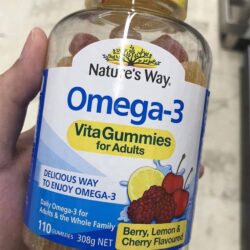 Nature's Way
Omega-3
VitaGummies
for Adults
DELICIOUS WAY
TO ENJOY OMEGA-3
Daily Omega-3 for
Adults & the Whole Family
110 GUMMIES 308g NET
Berry, Lemon &
Cherry Flavoured